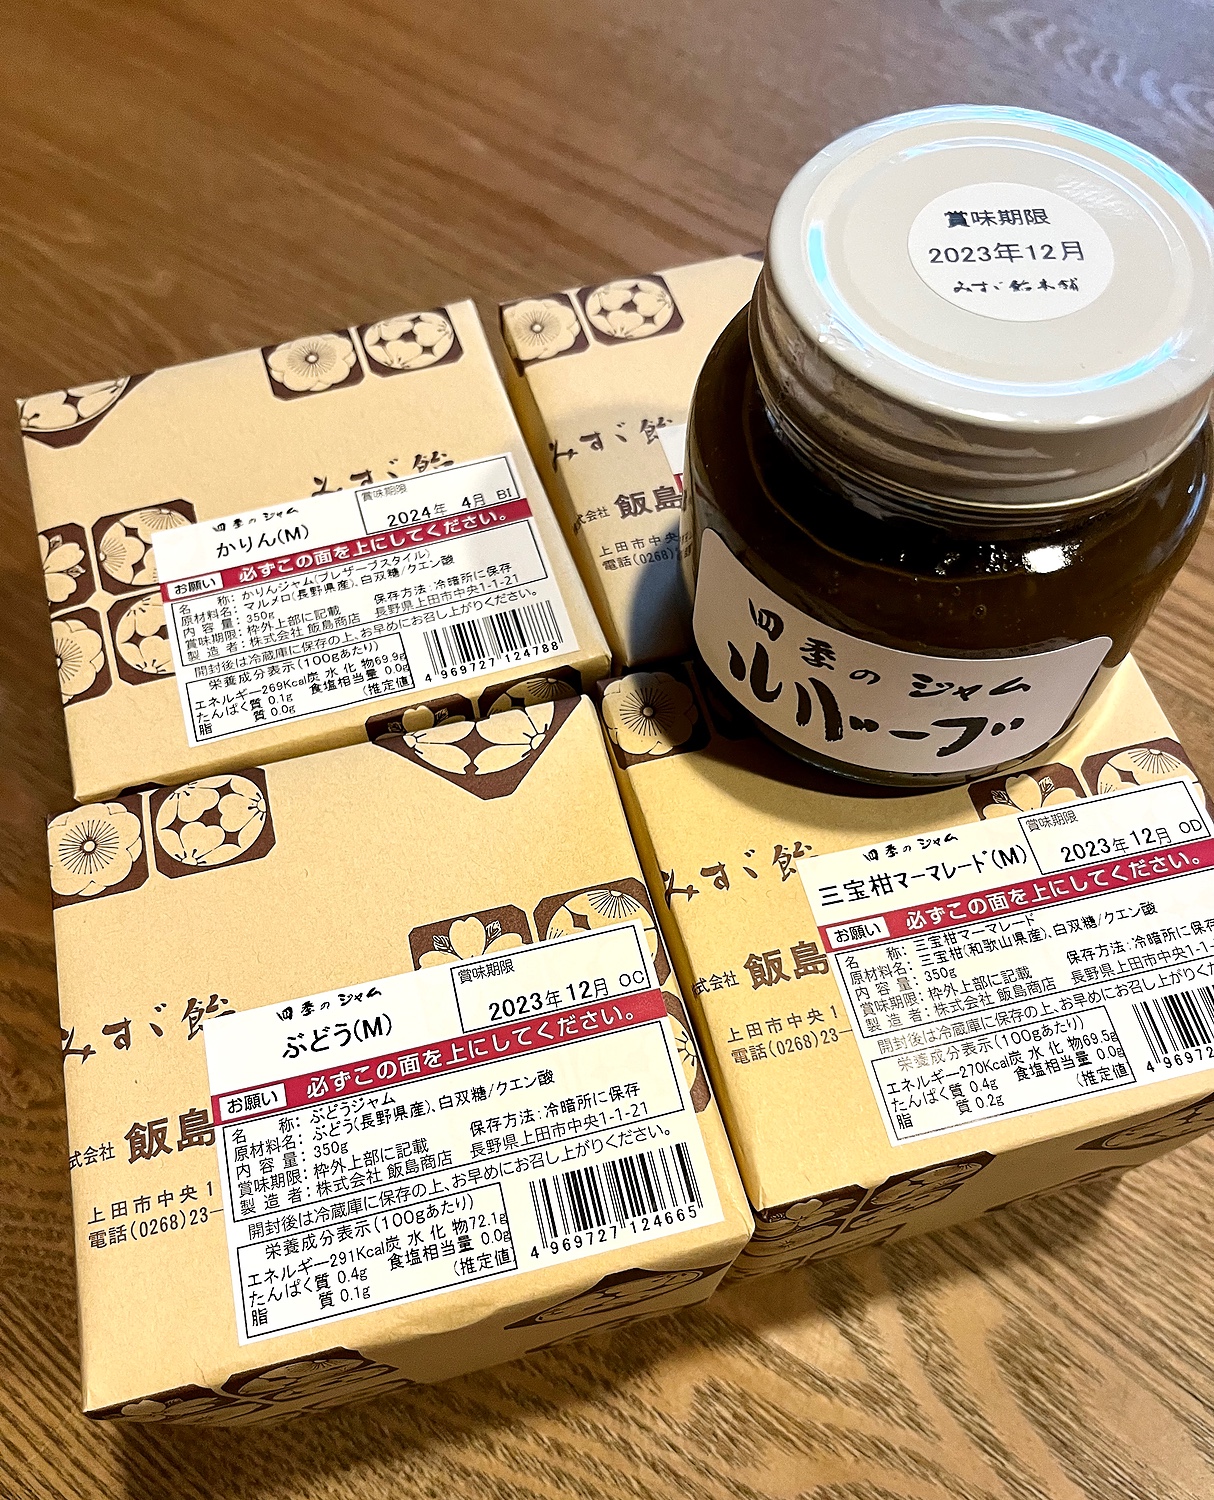 賞味期限
2023年12月
みすゞ飴本舗
四季のジャム
ルバーブ
みすゞ飴
四季のジャム
かりん(M)
賞味期限
2024年 4月 BI
お願い 必ずこの面を上にしてください。
名 称: かりんジャム(プレザーブスタイル)
原材料名: マルメロ(長野県産)、白双糖/クエン酸
内容量: 350g 保存方法:冷暗所に保存
賞味期限: 枠外上部に記載
製造者: 株式会社 飯島商店 長野県上田市中央1-1-21
開封後は冷蔵庫に保存の上、お早めにお召し上がりください。
栄養成分表示(100gあたり)
エネルギー269Kcal 炭水化物69.9g
たんぱく質 0.1g 食塩相当量 0.0g
脂 質 0.0g (推定値
4 969727 124788
みすゞ飴
式会社 飯島
上田市中央
電話(0268)
みすゞ飴
式会社 飯島
上田市中央1
電話(0268)23-
四季のジャム
ぶどう(M)
賞味期限
2023年12月 OC
お願い 必ずこの面を上にしてください。
名 称: ぶどうジャム
原材料名: ぶどう(長野県産)、白双糖/クエン酸
内容量: 350g 保存方法:冷暗所に保存
賞味期限: 枠外上部に記載
製造者: 株式会社 飯島商店 長野県上田市中央1-1-21
開封後は冷蔵庫に保存の上、お早めにお召し上がりください。
栄養成分表示(100gあたり)
エネルギー291Kcal 炭水化物72.1g
たんぱく質 0.4g 食塩相当量 0.0g
脂 質 0.1g (推定値
4 969727 124665
みすゞ飴
式会社 飯島
上田市中央1
電話(0268)23-
四季のジャム
三宝柑マーマレード(M)
賞味期限
2023年12月 OD
お願い 必ずこの面を上にしてください。
名 称: 三宝柑マーマレード
原材料名: 三宝柑(和歌山県産)、白双糖/クエン酸
内容量: 350g 保存方法:冷暗所に保存
賞味期限: 枠外上部に記載
製造者: 株式会社 飯島商店 長野県上田市中央1-1-
開封後は冷蔵庫に保存の上、お早めにお召し上がりくだ
栄養成分表示(100gあたり)
エネルギー270Kcal 炭水化物69.5g
たんぱく質 0.4g 食塩相当量 0.0g
脂 質 0.2g (推定値
4 96972